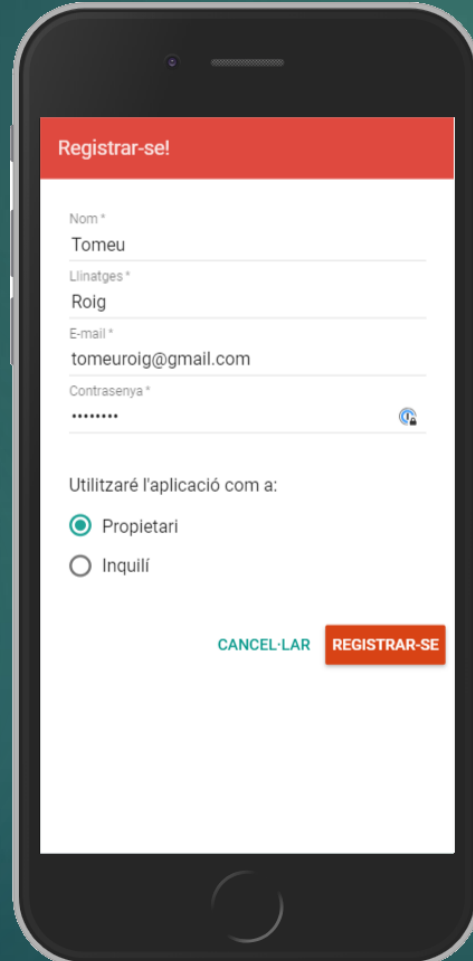 Registrar-se!
Nom *
Tomeu
Llinatges *
Roig
E-mail *
tomeuroig@gmail.com
Contrasenya *
••••••••
Utilitzaré l'aplicació com a:
Propietari
Inquilí
CANCEL·LAR REGISTRAR-SE